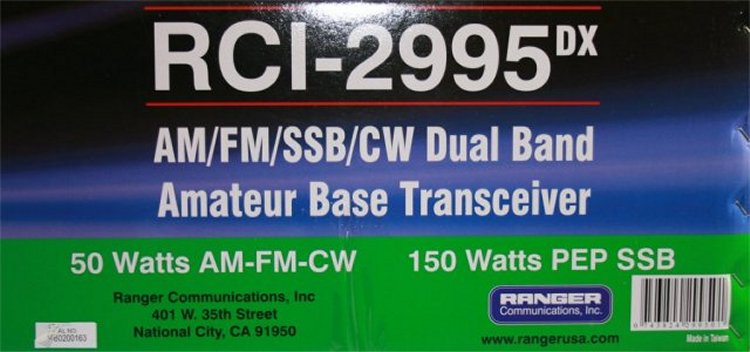 RCI-2995DX
AM/FM/SSB/CW Dual Band
Amateur Base Transceiver
50 Watts AM-FM-CW 150 Watts PEP SSB
Ranger Communications, Inc
401 W. 35th Street
National City, CA 91950
RANGER
Communications, Inc.
www.rangerusa.com
Made in Taiwan